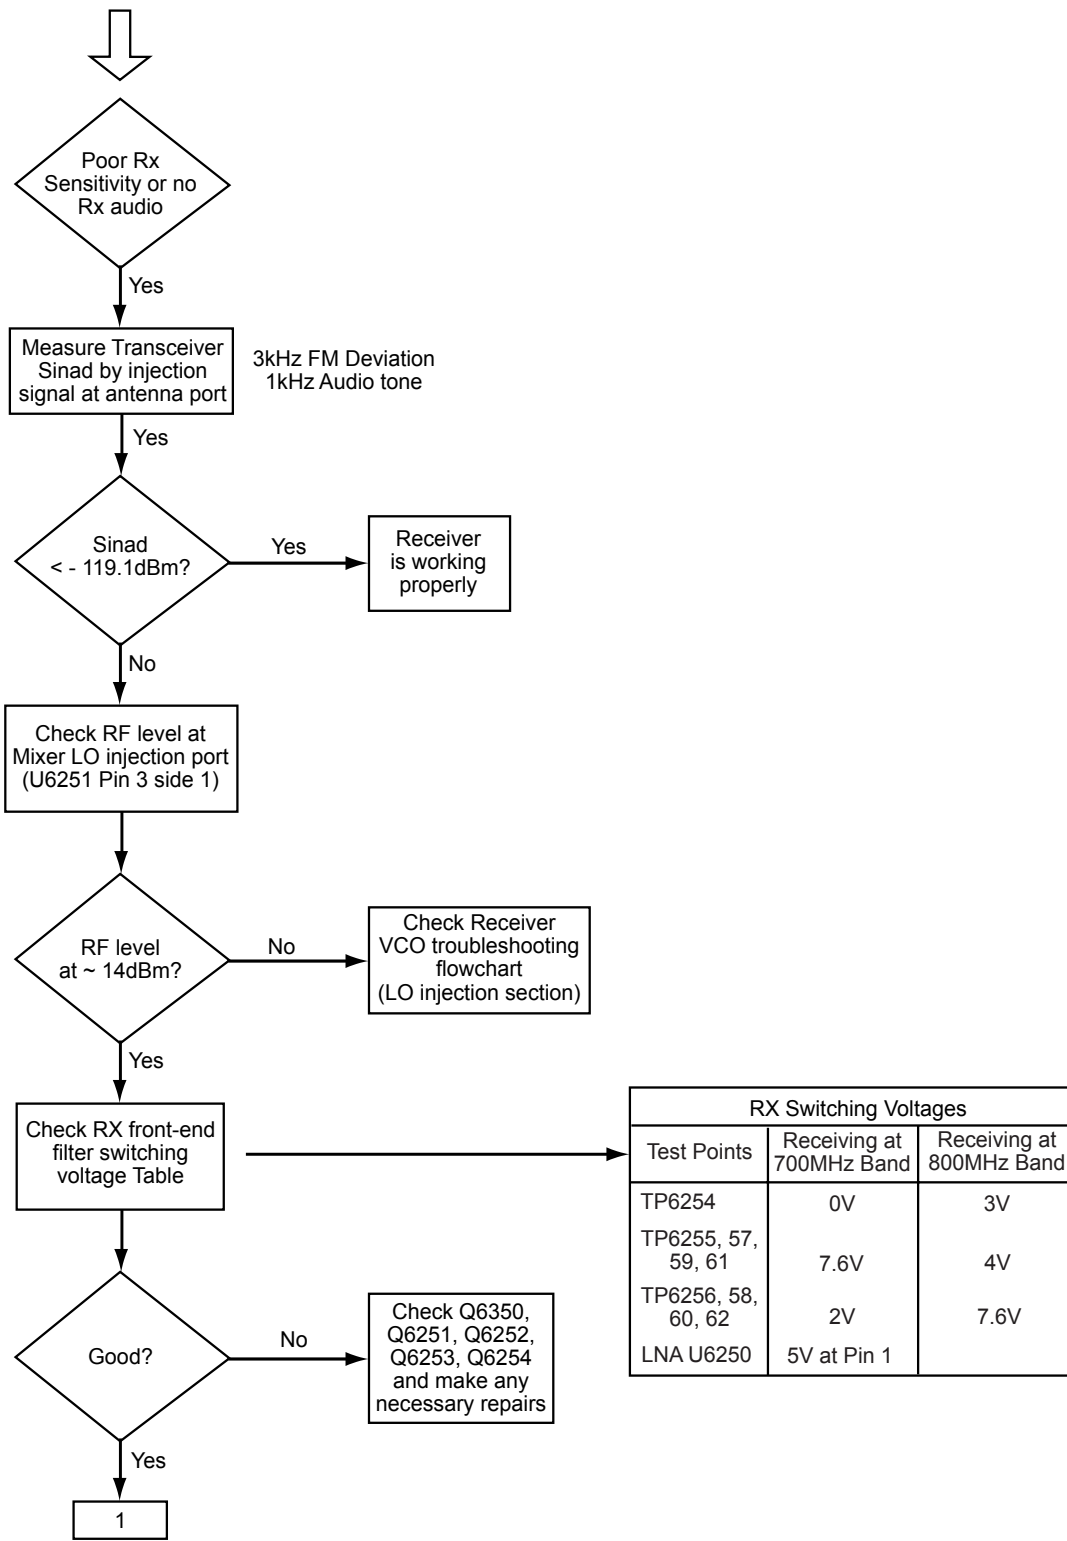 Poor Rx
Sensitivity or no
Rx audio
Yes
Measure Transceiver
Sinad by injection
signal at antenna port
3kHz FM Deviation
1kHz Audio tone
Yes
Sinad
< - 119.1dBm?
Yes
Receiver
is working
properly
No
Check RF level at
Mixer LO injection port
(U6251 Pin 3 side 1)
RF level
at ~ 14dBm?
No
Check Receiver
VCO troubleshooting
flowchart
(LO injection section)
Yes
Check RX front-end
filter switching
voltage Table
RX Switching Voltages
Test Points
Receiving at
700MHz Band
Receiving at
800MHz Band
TP6254
0V
3V
TP6255, 57,
59, 61
7.6V
4V
TP6256, 58,
60, 62
2V
7.6V
LNA U6250
5V at Pin 1
Good?
No
Check Q6350,
Q6251, Q6252,
Q6253, Q6254
and make any
necessary repairs
Yes
1